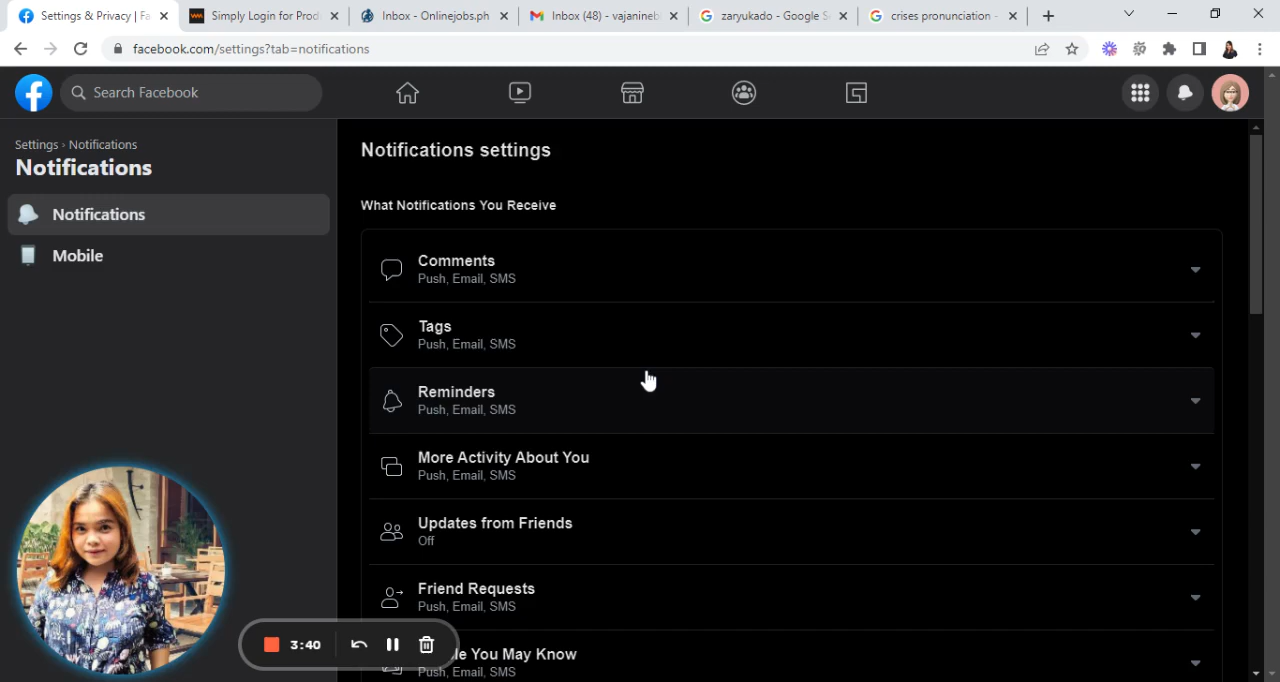 Settings & Privacy | Fa
Simply Login for Prod
Inbox - Onlinejobs.ph
Inbox (48) - vajanineb
zaryukado - Google S
crises pronunciation -
facebook.com/settings?tab=notifications
Search Facebook
Settings › Notifications
Notifications
Notifications
Mobile
Notifications settings
What Notifications You Receive
Comments
Push, Email, SMS
Tags
Push, Email, SMS
Reminders
Push, Email, SMS
More Activity About You
Push, Email, SMS
Updates from Friends
Off
Friend Requests
Push, Email, SMS
le You May Know
Push, Email, SMS
3:40